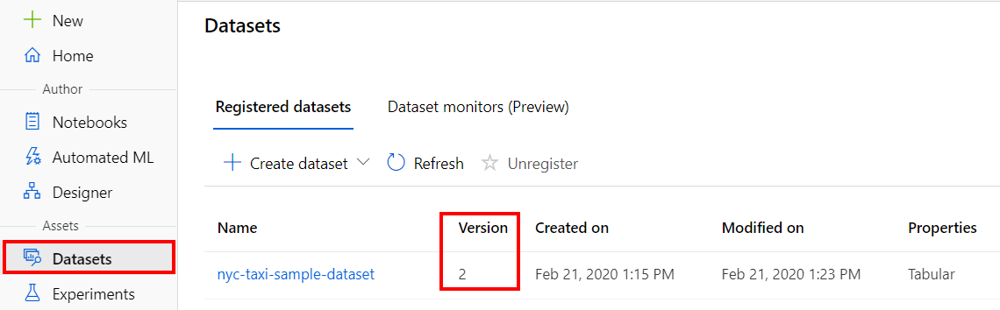 New
Home
Author
Notebooks
Automated ML
Designer
Assets
Datasets
Experiments
Datasets
Registered datasets Dataset monitors (Preview)
Create dataset Refresh Unregister
Name Version Created on Modified on Properties
nyc-taxi-sample-dataset 2 Feb 21, 2020 1:15 PM Feb 21, 2020 1:23 PM Tabular